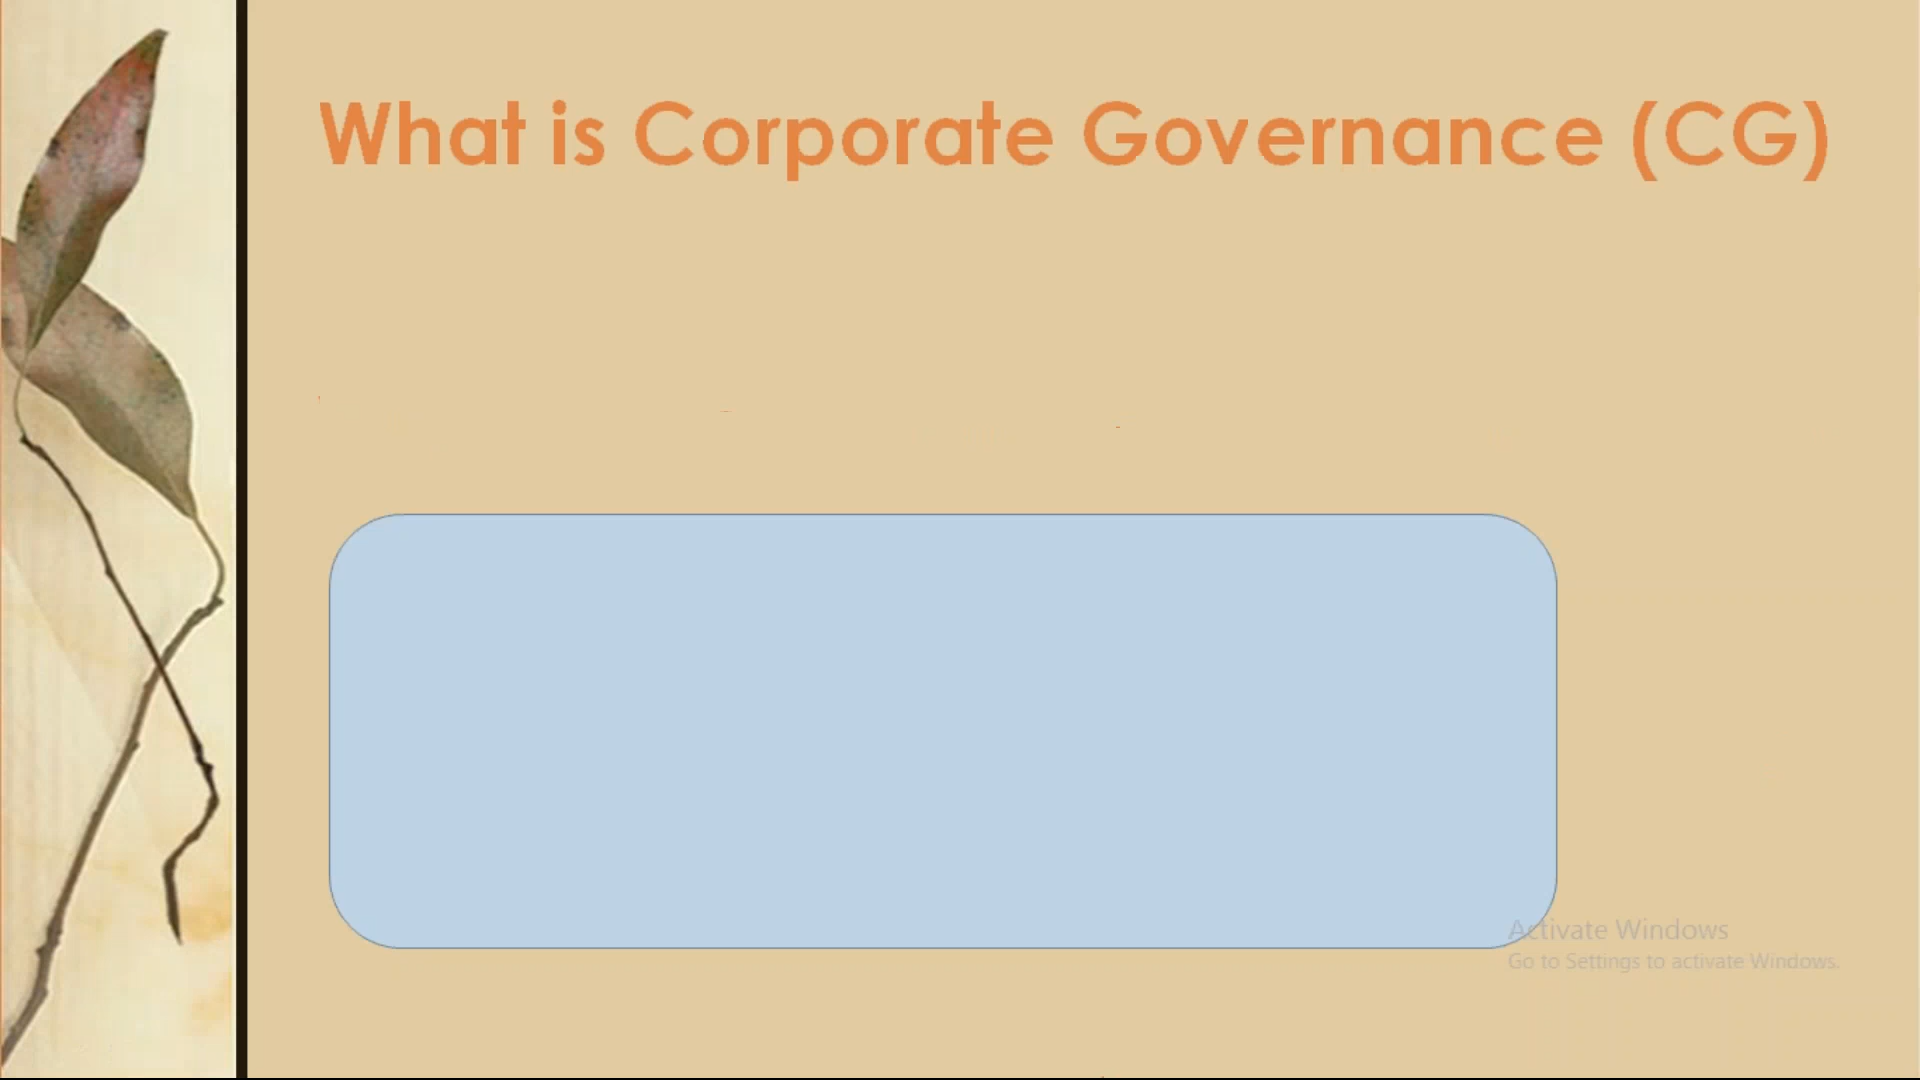 What is Corporate Governance (CG)
Activate Windows
Go to Settings to activate Windows.